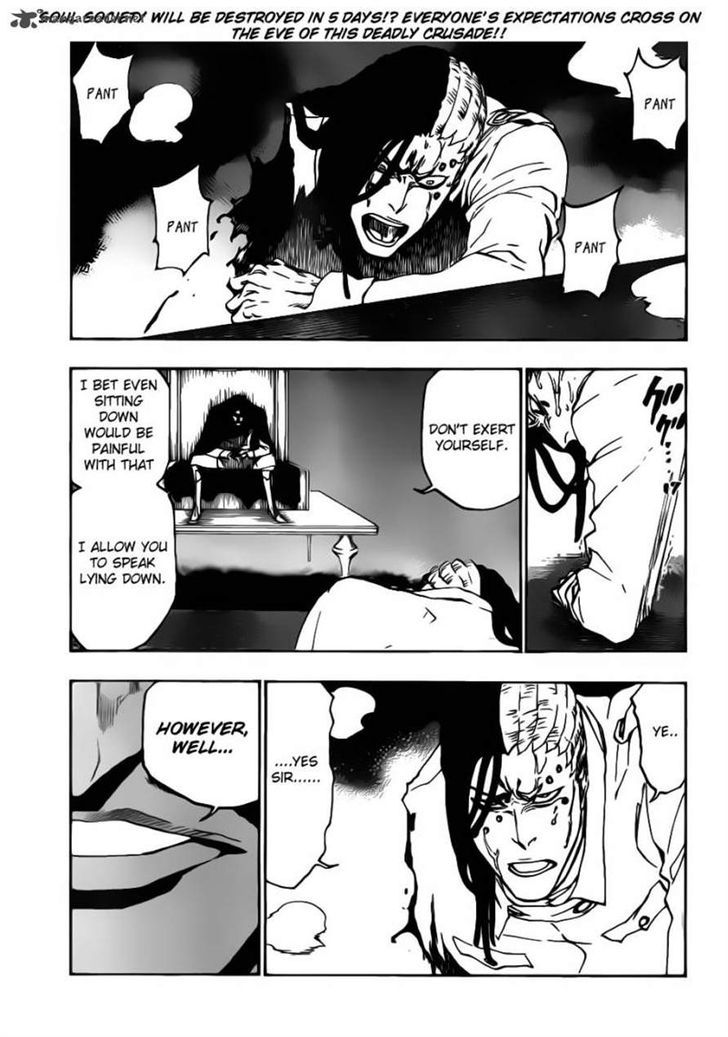 SOUL SOCIETY WILL BE DESTROYED IN 5 DAYS!? EVERYONE'S EXPECTATIONS CROSS ON
THE EVE OF THIS DEADLY CRUSADE!!
PANT
PANT
PANT
PANT
DON'T EXERT
YOURSELF.
I BET EVEN
SITTING
DOWN
WOULD BE
PAINFUL
WITH THAT
I ALLOW YOU
TO SPEAK
LYING DOWN.
YE..
....YES
SIR......
HOWEVER,
WELL...